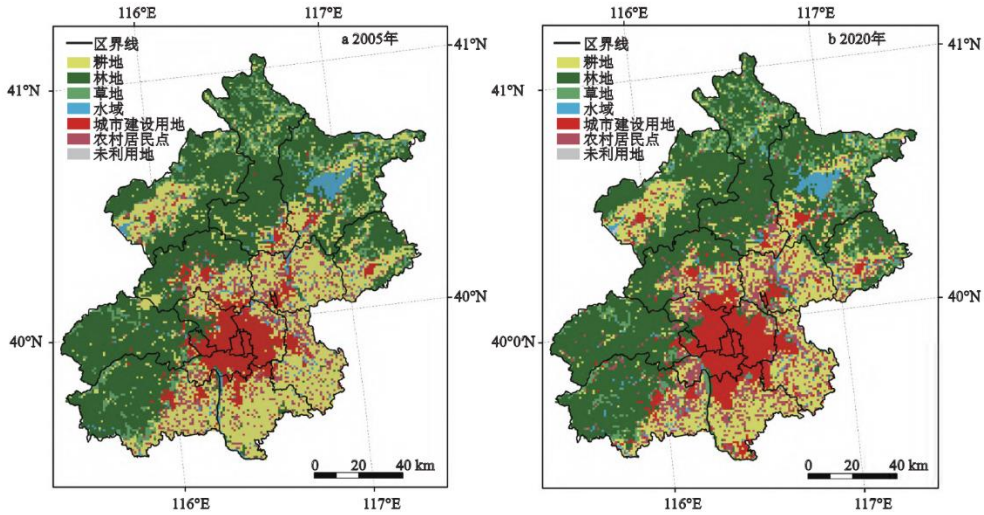 116°E
117°E
a 2005年
41°N
41°N
区界线
耕地
林地
草地
水域
城市建设用地
农村居民点
未利用地
40°N
40°N
0 20 40 km
116°E
117°E
116°E
117°E
b 2020年
41°N
41°N
区界线
耕地
林地
草地
水域
城市建设用地
农村居民点
未利用地
40°N
40°0′N
0 20 40 km
116°E
117°E